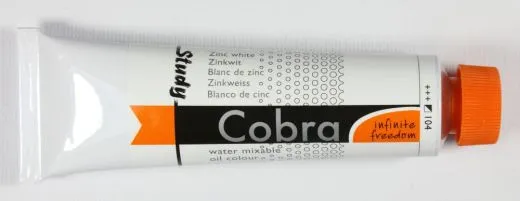 Study
Zinc white
Zinkwit
Blanc de zinc
Zinkweiss
Blanco de cinc
Cobra
infinite
freedom
water mixable
oil colour
+++ 104